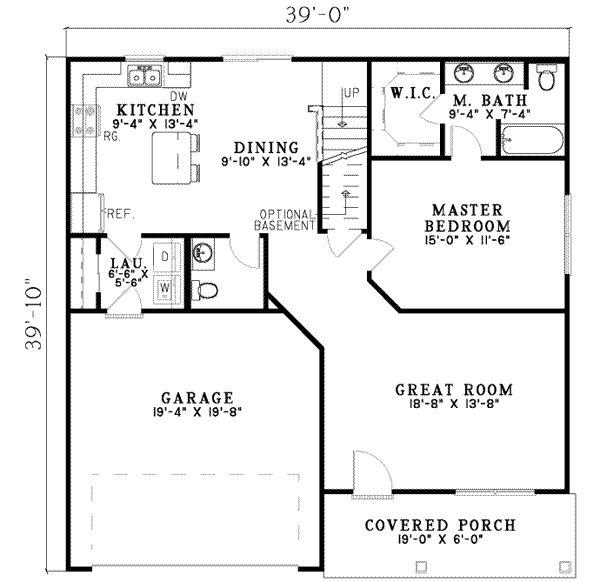 39'-0"
UP
W.I.C.
M. BATH
9'-4" X 7'-4"
KITCHEN
9'-4" X 13'-4"
DW
RG.
DINING
9'-10" X 13'-4"
REF.
OPTIONAL
BASEMENT
MASTER
BEDROOM
15'-0" X 11'-6"
LAU.
6'-6" X
5'-6"
D
W
39'-10"
GARAGE
19'-4" X 19'-8"
GREAT ROOM
18'-8" X 13'-8"
COVERED PORCH
19'-0" X 6'-0"